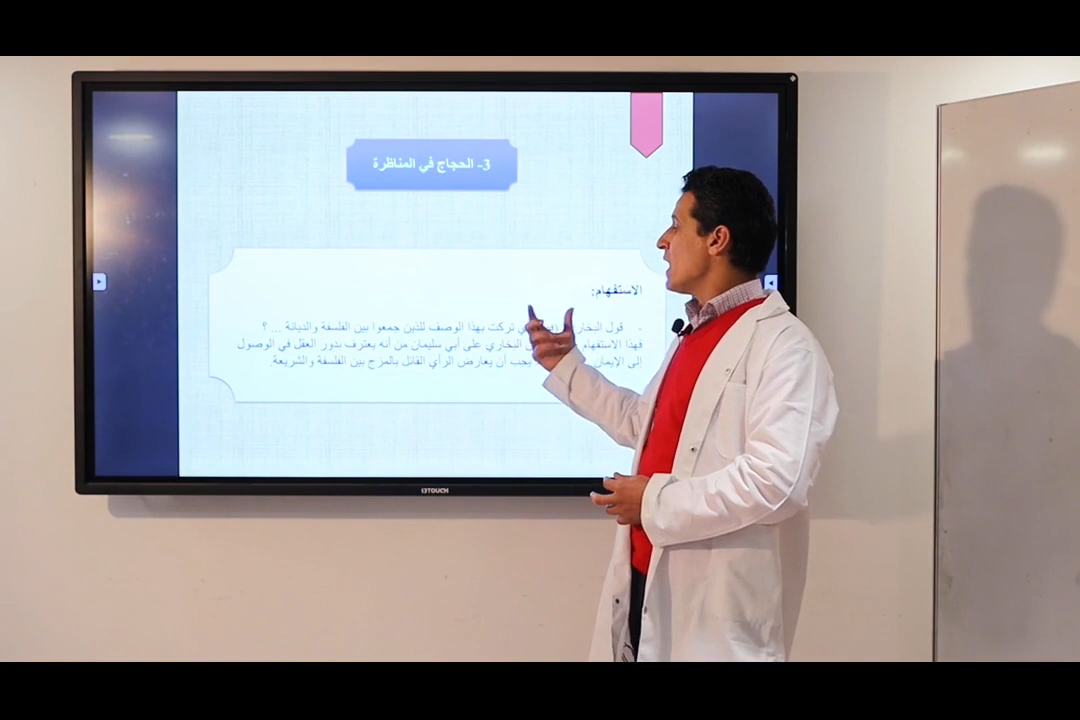 3- الحجاج في المناظرة
الاستفهام:
- قول البخاري تركت بهذا الوصف للذين جمعوا بين الفلسفة والديانة ... ؟
فهذا الاستفهام البخاري على أبي سليمان من أنه يعترف بدور العقل في الوصول
إلى الإيمان يجب أن يعارض الرأي القائل بالمزج بين الفلسفة والشريعة.
i3TOUCH